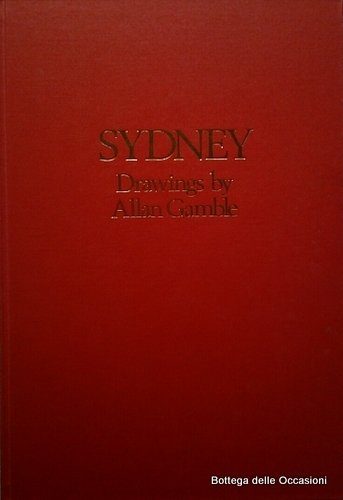 SYDNEY
Drawings by
Allan Gamble
Bottega delle Occasioni